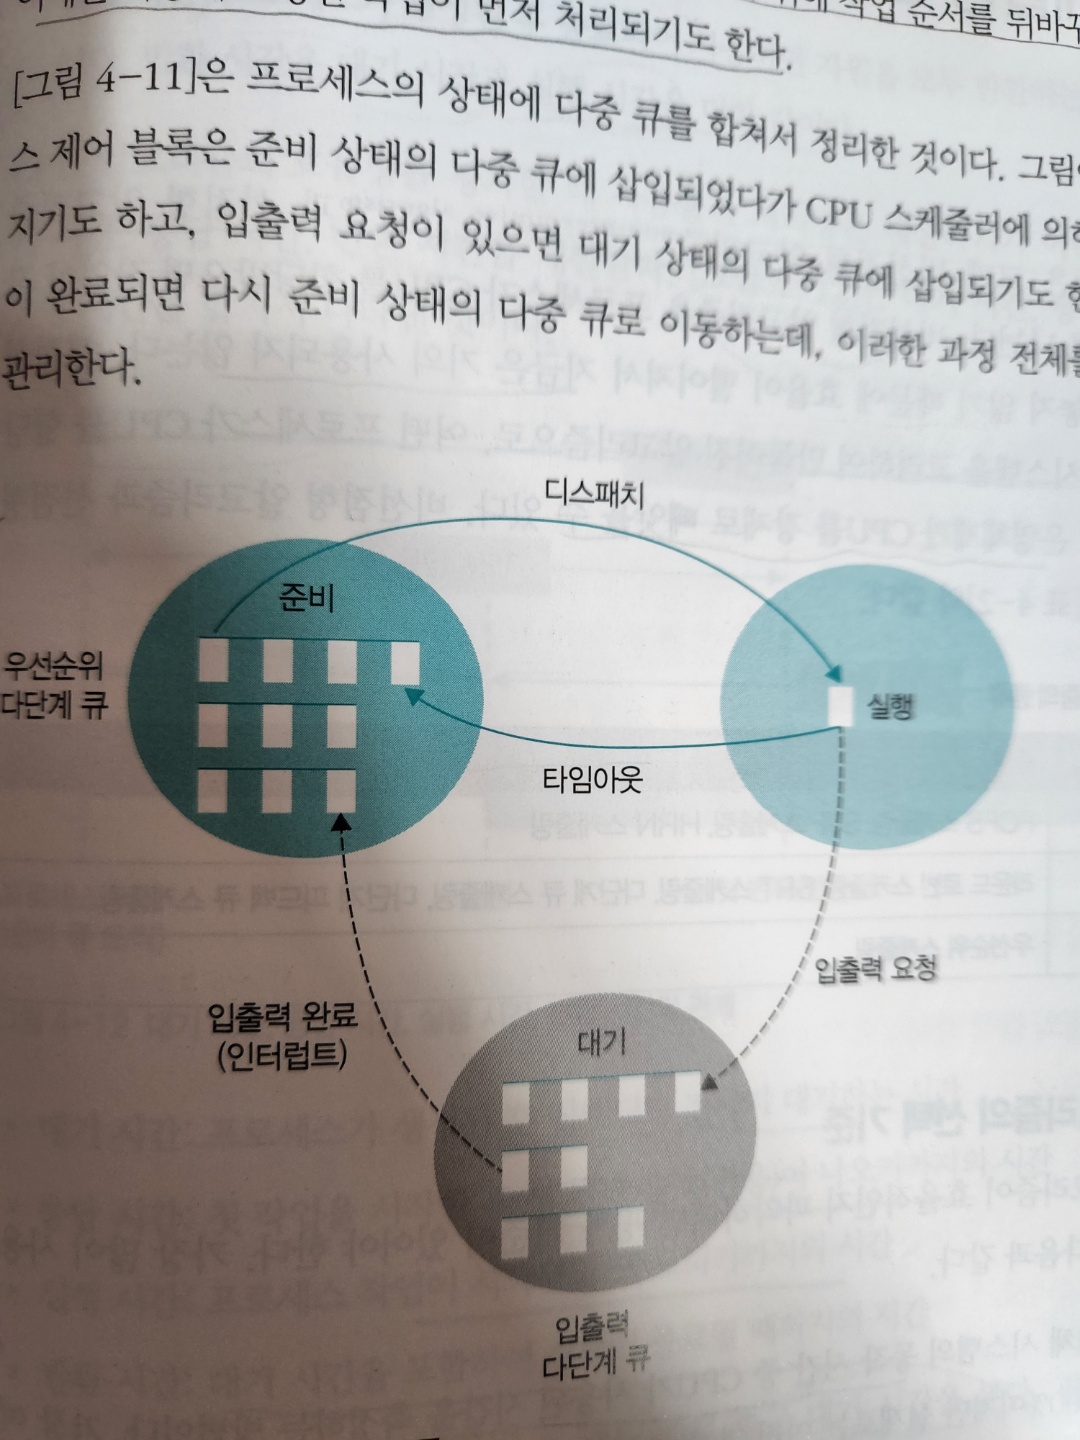 먼저 처리되기도 한다. 작업 순서를 뒤바꾸
[그림 4-11]은 프로세스의 상태에 다중 큐를 합쳐서 정리한 것이다. 그림에
스 제어 블록은 준비 상태의 다중 큐에 삽입되었다가 CPU 스케줄러에 의해
지기도 하고, 입출력 요청이 있으면 대기 상태의 다중 큐에 삽입되기도 한
이 완료되면 다시 준비 상태의 다중 큐로 이동하는데, 이러한 과정 전체를
관리한다.
디스패치
준비
우선순위
다단계 큐
실행
타임아웃
입출력 요청
입출력 완료
(인터럽트)
대기
입출력
다단계 큐